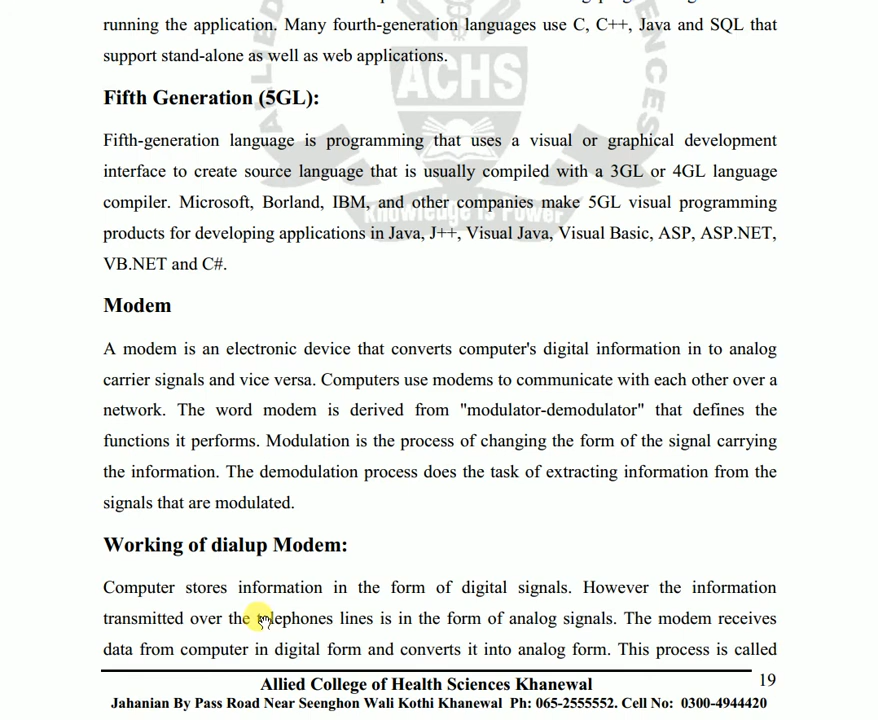 running the application. Many fourth-generation languages use C, C++, Java and SQL that
support stand-alone as well as web applications.
Fifth Generation (5GL):
Fifth-generation language is programming that uses a visual or graphical development
interface to create source language that is usually compiled with a 3GL or 4GL language
compiler. Microsoft, Borland, IBM, and other companies make 5GL visual programming
products for developing applications in Java, J++, Visual Java, Visual Basic, ASP, ASP.NET,
VB.NET and C#.
Modem
A modem is an electronic device that converts computer's digital information in to analog
carrier signals and vice versa. Computers use modems to communicate with each other over a
network. The word modem is derived from "modulator-demodulator" that defines the
functions it performs. Modulation is the process of changing the form of the signal carrying
the information. The demodulation process does the task of extracting information from the
signals that are modulated.
Working of dialup Modem:
Computer stores information in the form of digital signals. However the information
transmitted over the telephones lines is in the form of analog signals. The modem receives
data from computer in digital form and converts it into analog form. This process is called
Allied College of Health Sciences Khanewal 19
Jahanian By Pass Road Near Seenghon Wali Kothi Khanewal Ph: 065-2555552. Cell No: 0300-4944420
ACHS
Knowledge is Power